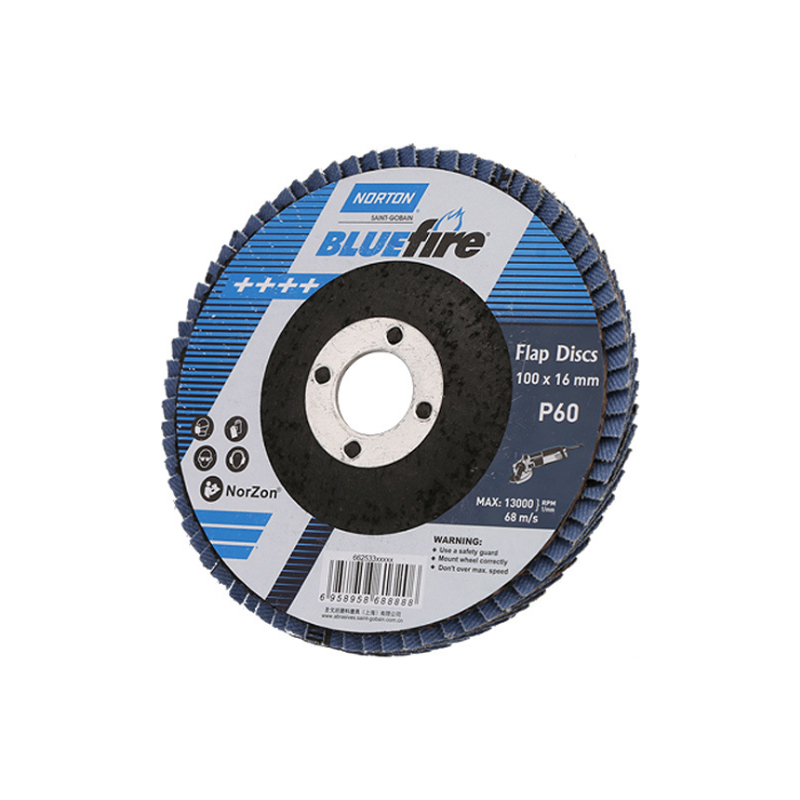 NORTON
SAINT-GOBAIN
BLUEfire®
++++
Flap Discs
100 x 16 mm
P60
NorZon®
MAX: 13000 } RPM
1/min
68 m/s
WARNING:
• Use a safety guard
• Mount wheel correctly
• Don't over max. speed
662533xxxxx
6 958958 688888
圣戈班磨料磨具（上海）有限公司
www.abrasives.saint-gobain.com.cn